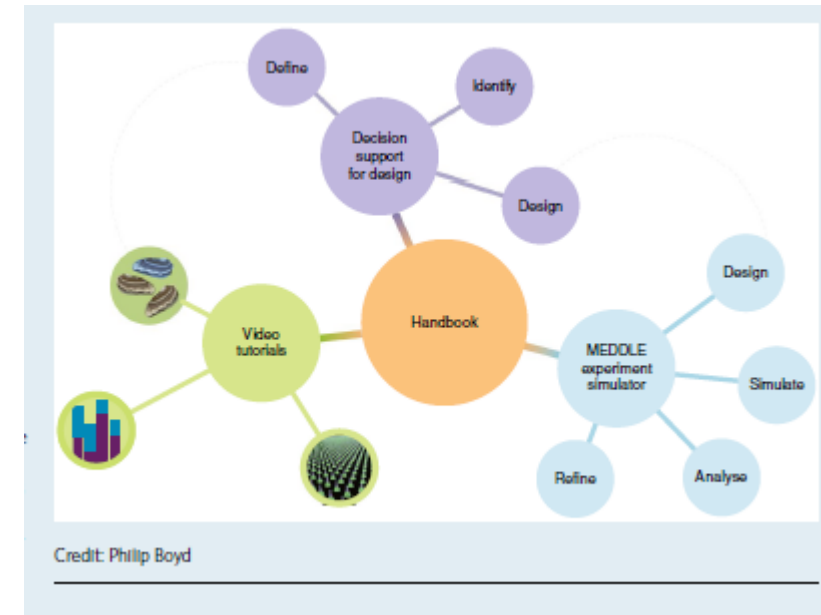 Define
Identify
Decision
support
for design
Design
Handbook
Video
tutorials
Design
MEDDLE
experiment
simulator
Simulate
Refine
Analyse
Credit: Philip Boyd